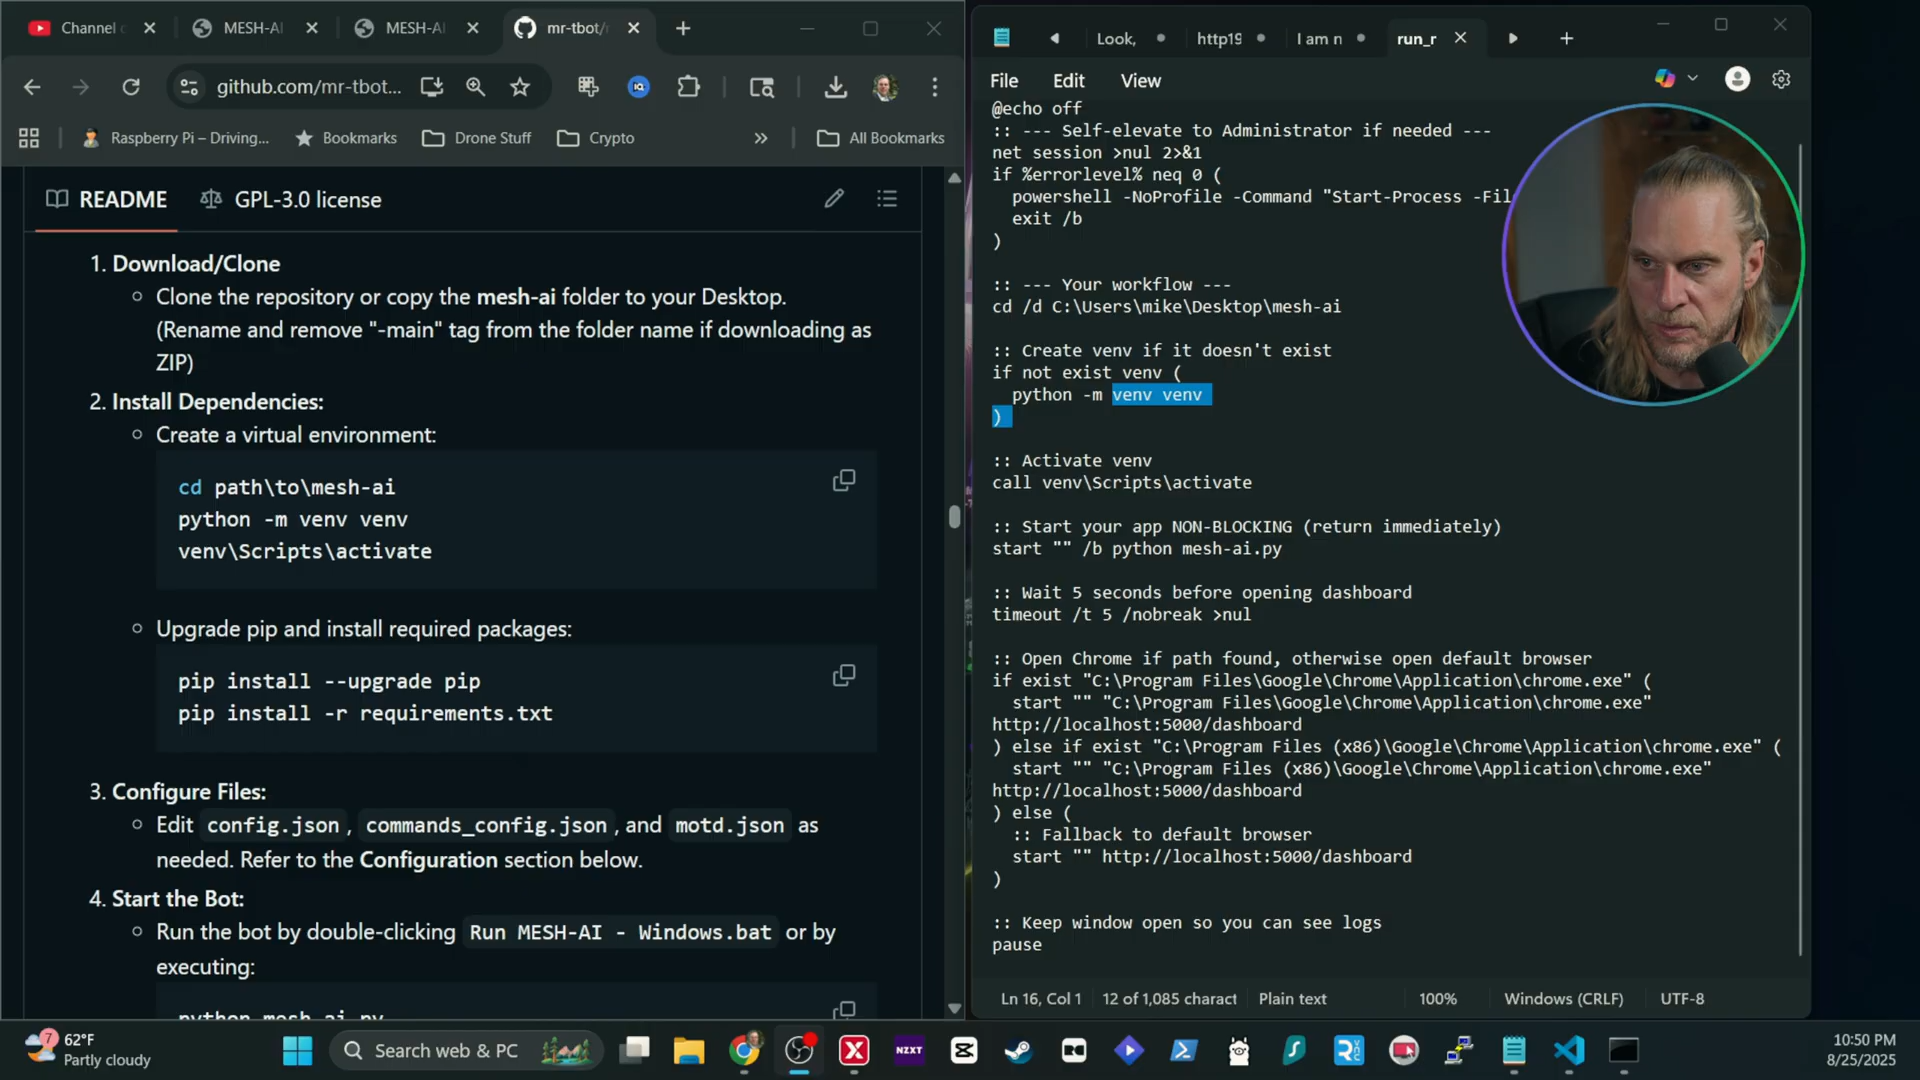 Channel
MESH-AI
MESH-AI
mr-tbot/
github.com/mr-tbot...
Raspberry Pi – Driving...
Bookmarks
Drone Stuff
Crypto
»
All Bookmarks
README
GPL-3.0 license
1. Download/Clone
Clone the repository or copy the mesh-ai folder to your Desktop.
(Rename and remove "-main" tag from the folder name if downloading as
ZIP)
2. Install Dependencies:
Create a virtual environment:
cd path\to\mesh-ai
python -m venv venv
venv\Scripts\activate
Upgrade pip and install required packages:
pip install --upgrade pip
pip install -r requirements.txt
3. Configure Files:
Edit config.json, commands_config.json, and motd.json as
needed. Refer to the Configuration section below.
4. Start the Bot:
Run the bot by double-clicking Run MESH-AI - Windows.bat or by
executing:
python mesh_ai.py
Look,
http19
I am n
run_r
File
Edit
View
@echo off
:: --- Self-elevate to Administrator if needed ---
net session >nul 2>&1
if %errorlevel% neq 0 (
powershell -NoProfile -Command "Start-Process -Fil
exit /b
)
:: --- Your workflow ---
cd /d C:\Users\mike\Desktop\mesh-ai
:: Create venv if it doesn't exist
if not exist venv (
python -m venv venv
)
:: Activate venv
call venv\Scripts\activate
:: Start your app NON-BLOCKING (return immediately)
start "" /b python mesh-ai.py
:: Wait 5 seconds before opening dashboard
timeout /t 5 /nobreak >nul
:: Open Chrome if path found, otherwise open default browser
if exist "C:\Program Files\Google\Chrome\Application\chrome.exe" (
start "" "C:\Program Files\Google\Chrome\Application\chrome.exe"
http://localhost:5000/dashboard
) else if exist "C:\Program Files (x86)\Google\Chrome\Application\chrome.exe" (
start "" "C:\Program Files (x86)\Google\Chrome\Application\chrome.exe"
http://localhost:5000/dashboard
) else (
:: Fallback to default browser
start "" http://localhost:5000/dashboard
)
:: Keep window open so you can see logs
pause
Ln 16, Col 1
12 of 1,085 charact
Plain text
100%
Windows (CRLF)
UTF-8
7
62°F
Partly cloudy
Search web & PC
NZXT
10:50 PM
8/25/2025